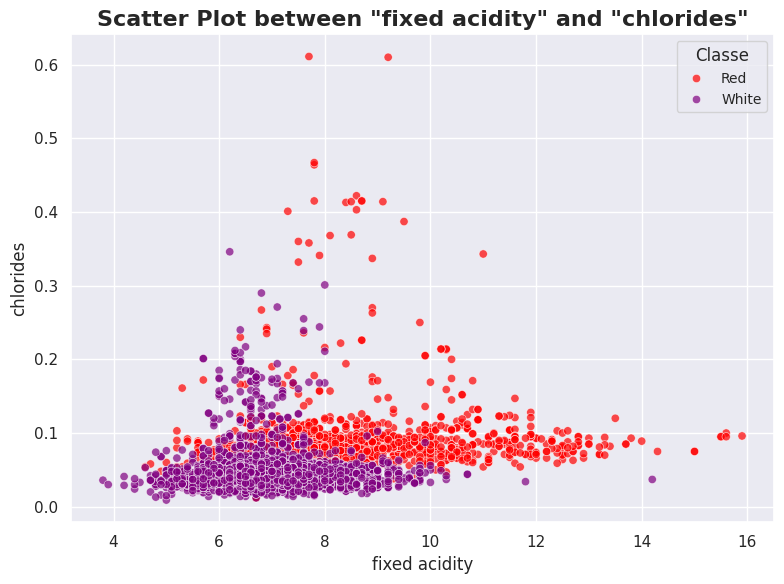 Scatter Plot between "fixed acidity" and "chlorides"
Classe
Red
White
0.6
0.5
0.4
0.3
0.2
0.1
0.0
chlorides
4 6 8 10 12 14 16
fixed acidity